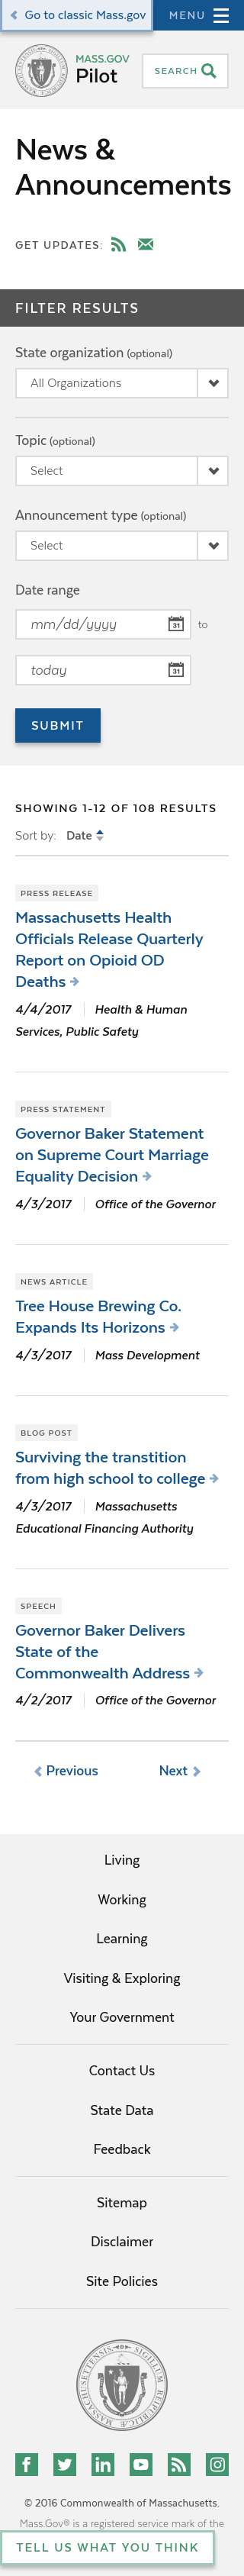 Go to classic Mass.gov
MENU
MASS.GOV
Pilot
SEARCH
News &
Announcements
GET UPDATES:
FILTER RESULTS
State organization (optional)
All Organizations
Topic (optional)
Select
Announcement type (optional)
Select
Date range
mm/dd/yyyy
31
to
today
31
SUBMIT
SHOWING 1-12 OF 108 RESULTS
Sort by: Date
PRESS RELEASE
Massachusetts Health
Officials Release Quarterly
Report on Opioid OD
Deaths
4/4/2017 Health & Human
Services, Public Safety
PRESS STATEMENT
Governor Baker Statement
on Supreme Court Marriage
Equality Decision
4/3/2017 Office of the Governor
NEWS ARTICLE
Tree House Brewing Co.
Expands Its Horizons
4/3/2017 Mass Development
BLOG POST
Surviving the transtition
from high school to college
4/3/2017 Massachusetts
Educational Financing Authority
SPEECH
Governor Baker Delivers
State of the
Commonwealth Address
4/2/2017 Office of the Governor
Previous
Next
Living
Working
Learning
Visiting & Exploring
Your Government
Contact Us
State Data
Feedback
Sitemap
Disclaimer
Site Policies
© 2016 Commonwealth of Massachusetts.
Mass.Gov® is a registered service mark of the
TELL US WHAT YOU THINK